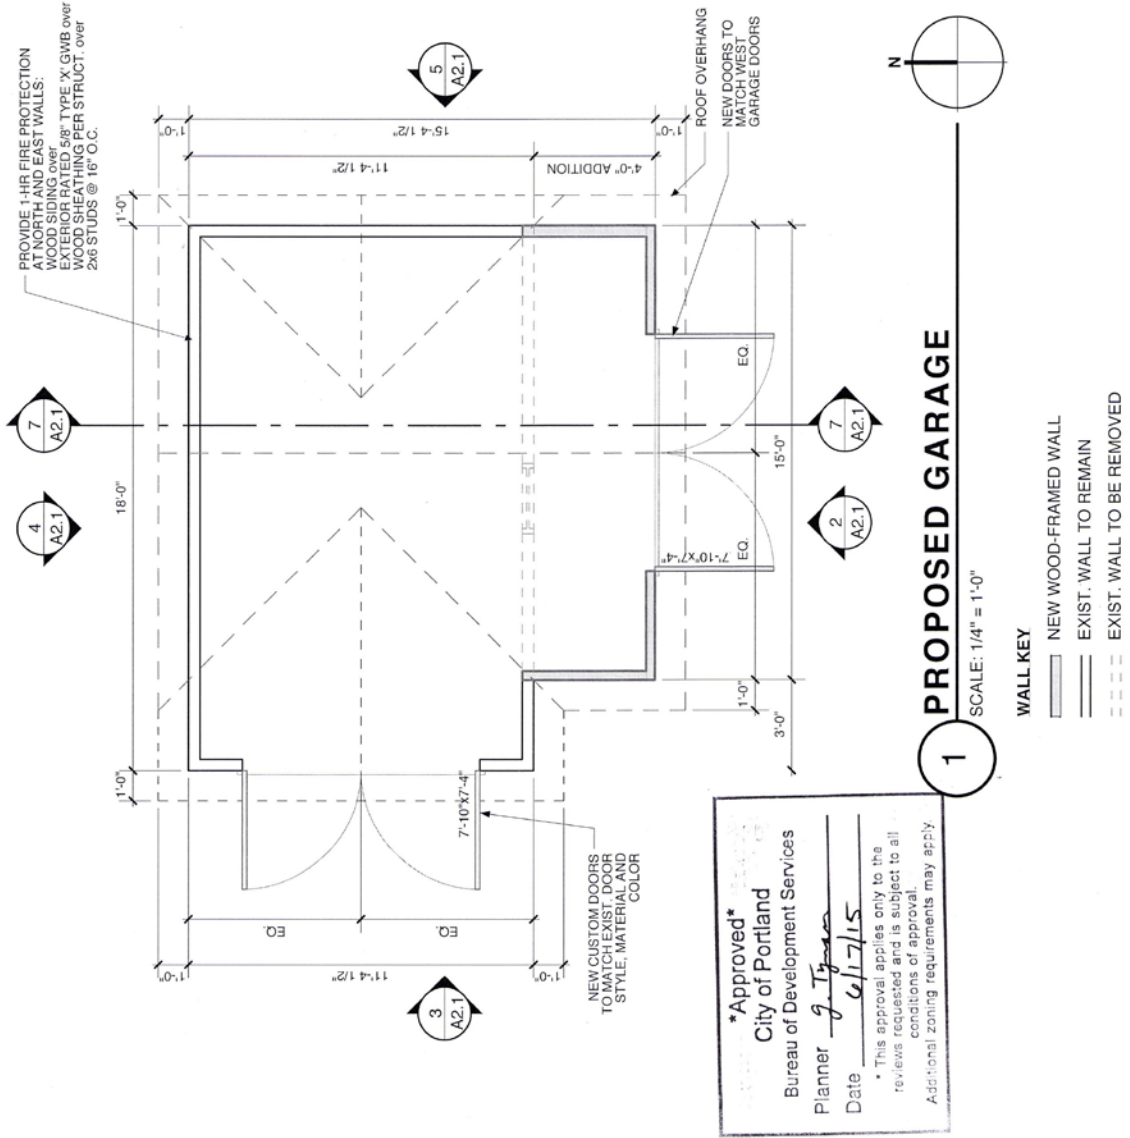 PROVIDE 1-HR FIRE PROTECTION
AT NORTH AND EAST WALLS:
WOOD SIDING over
EXTERIOR RATED 5/8" TYPE 'X' GWB over
WOOD SHEATHING PER STRUCT. over
2x6 STUDS @ 16" O.C.
5
A2.1
7
A2.1
4
A2.1
3
A2.1
7
A2.1
2
A2.1
1'-0"
18'-0"
1'-0"
1'-0"
15'-4 1/2"
1'-0"
11'-4 1/2"
4'-0" ADDITION
ROOF OVERHANG
NEW DOORS TO
MATCH WEST
GARAGE DOORS
EQ.
EQ.
1'-0"
11'-4 1/2"
1'-0"
7'-10"x7'-4"
NEW CUSTOM DOORS
TO MATCH EXIST. DOOR
STYLE, MATERIAL AND
COLOR
7'-10"x7'-4"
EQ.
EQ.
1'-0"
15'-0"
3'-0"
N
1
PROPOSED GARAGE
SCALE: 1/4" = 1'-0"
WALL KEY
NEW WOOD-FRAMED WALL
EXIST. WALL TO REMAIN
EXIST. WALL TO BE REMOVED
*Approved*
City of Portland
Bureau of Development Services
Planner
Date 6/17/15
* This approval applies only to the
reviews requested and is subject to all
conditions of approval.
Additional zoning requirements may apply.